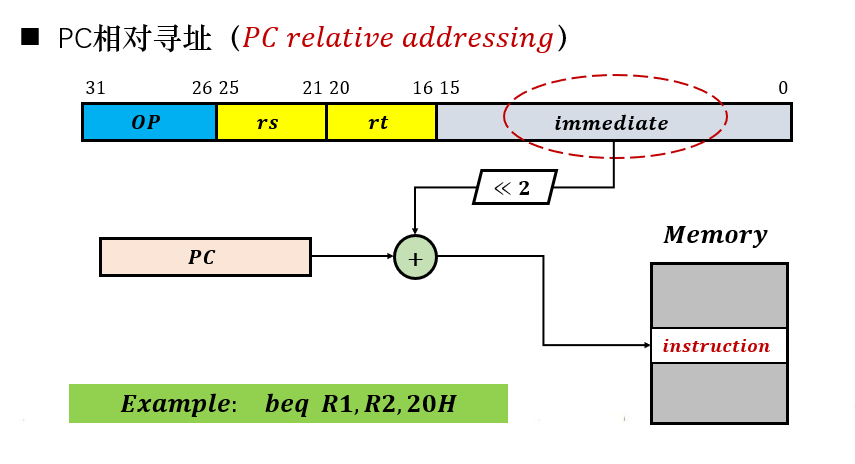 ■ PC相对寻址（PC relative addressing）
31 26 25 21 20 16 15 0
OP rs rt immediate
≪ 2
Memory
PC
+
instruction
Example: beq R1, R2, 20H